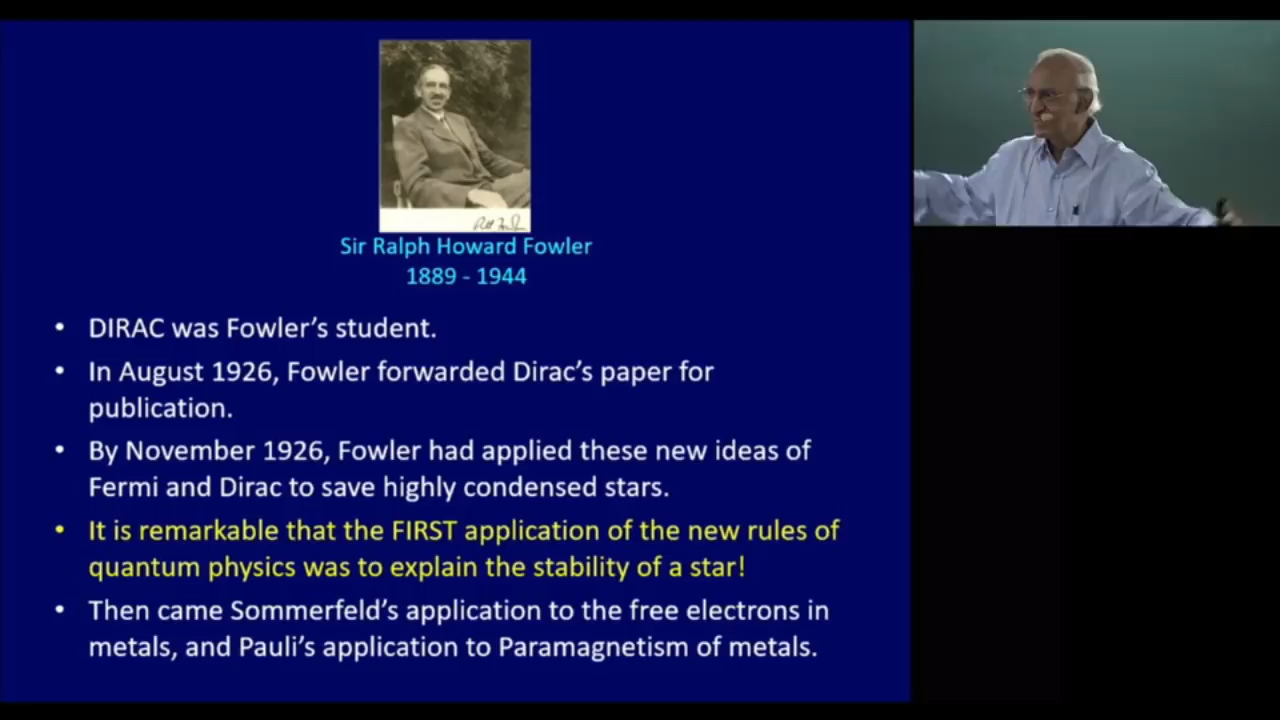 Sir Ralph Howard Fowler
1889 - 1944
• DIRAC was Fowler's student.
• In August 1926, Fowler forwarded Dirac's paper for
publication.
• By November 1926, Fowler had applied these new ideas of
Fermi and Dirac to save highly condensed stars.
• It is remarkable that the FIRST application of the new rules of
quantum physics was to explain the stability of a star!
• Then came Sommerfeld's application to the free electrons in
metals, and Pauli's application to Paramagnetism of metals.